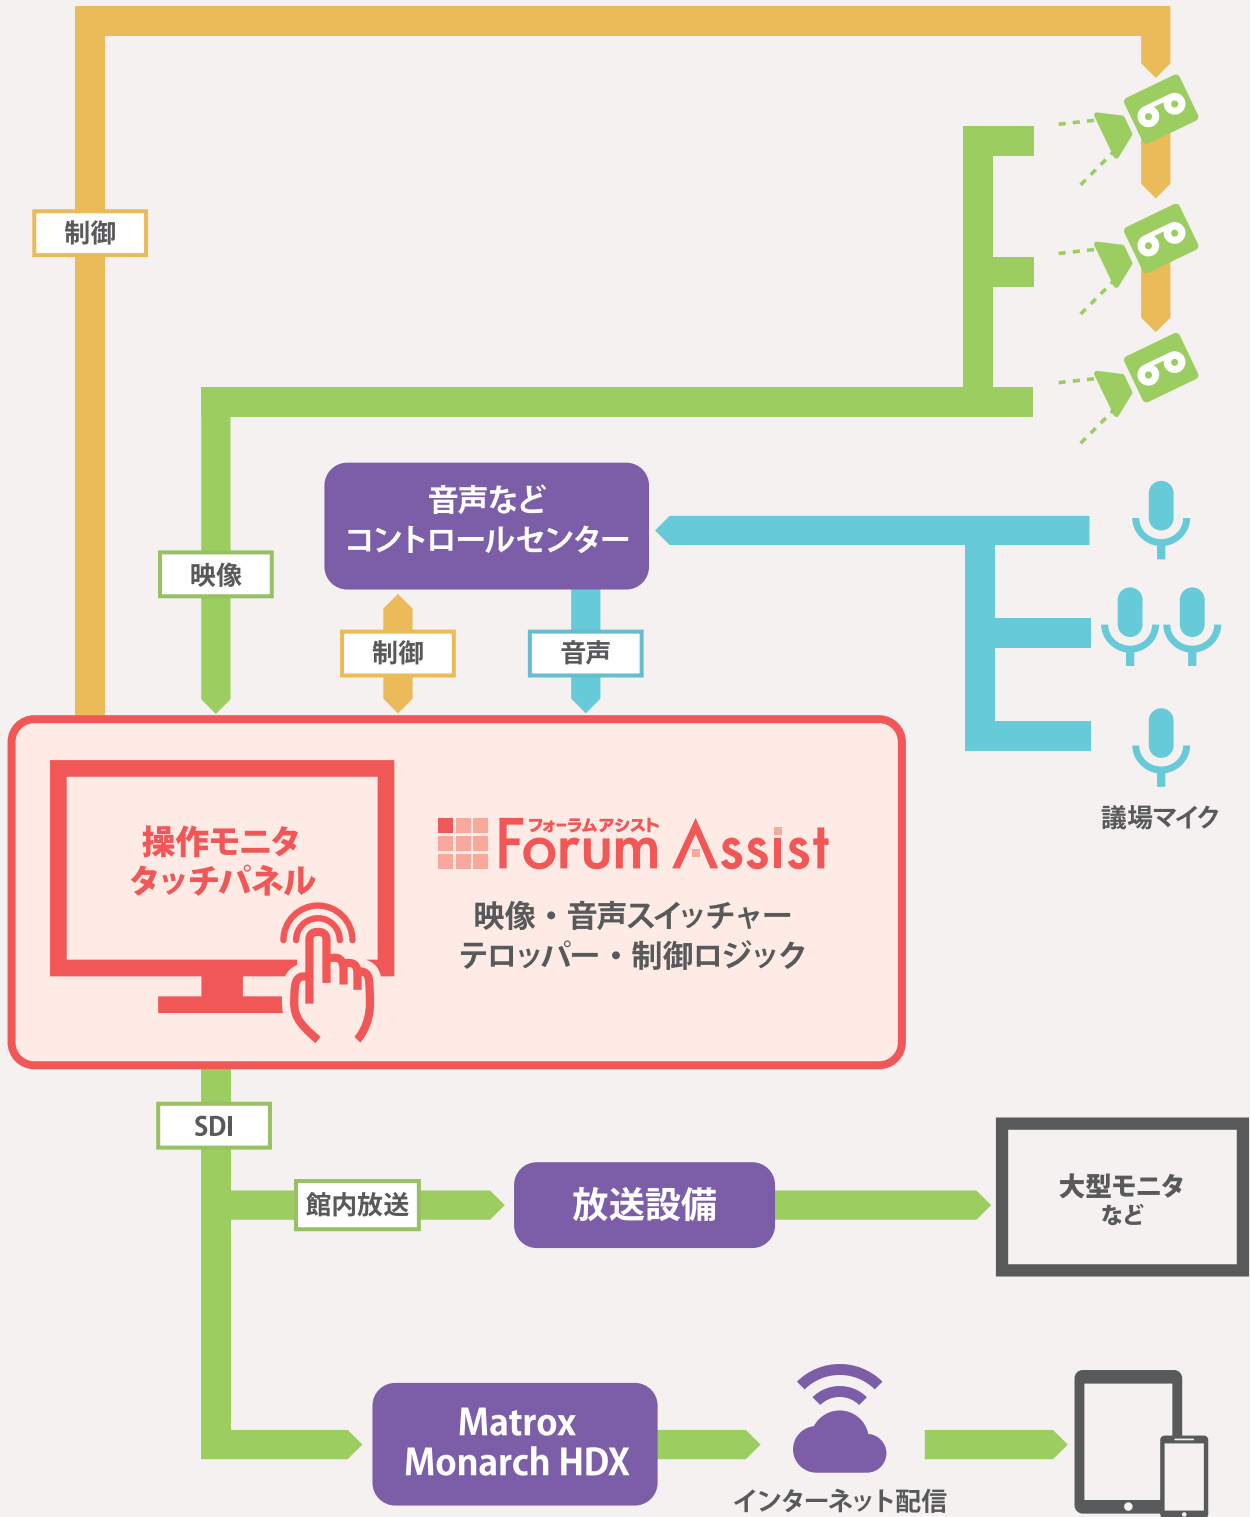 制御
音声など
コントロールセンター
映像
制御
音声
議場マイク
操作モニタ
タッチパネル
フォーラムアシスト
Forum Assist
映像・音声スイッチャー
テロッパー・制御ロジック
SDI
館内放送
放送設備
大型モニタ
など
Matrox
Monarch HDX
インターネット配信